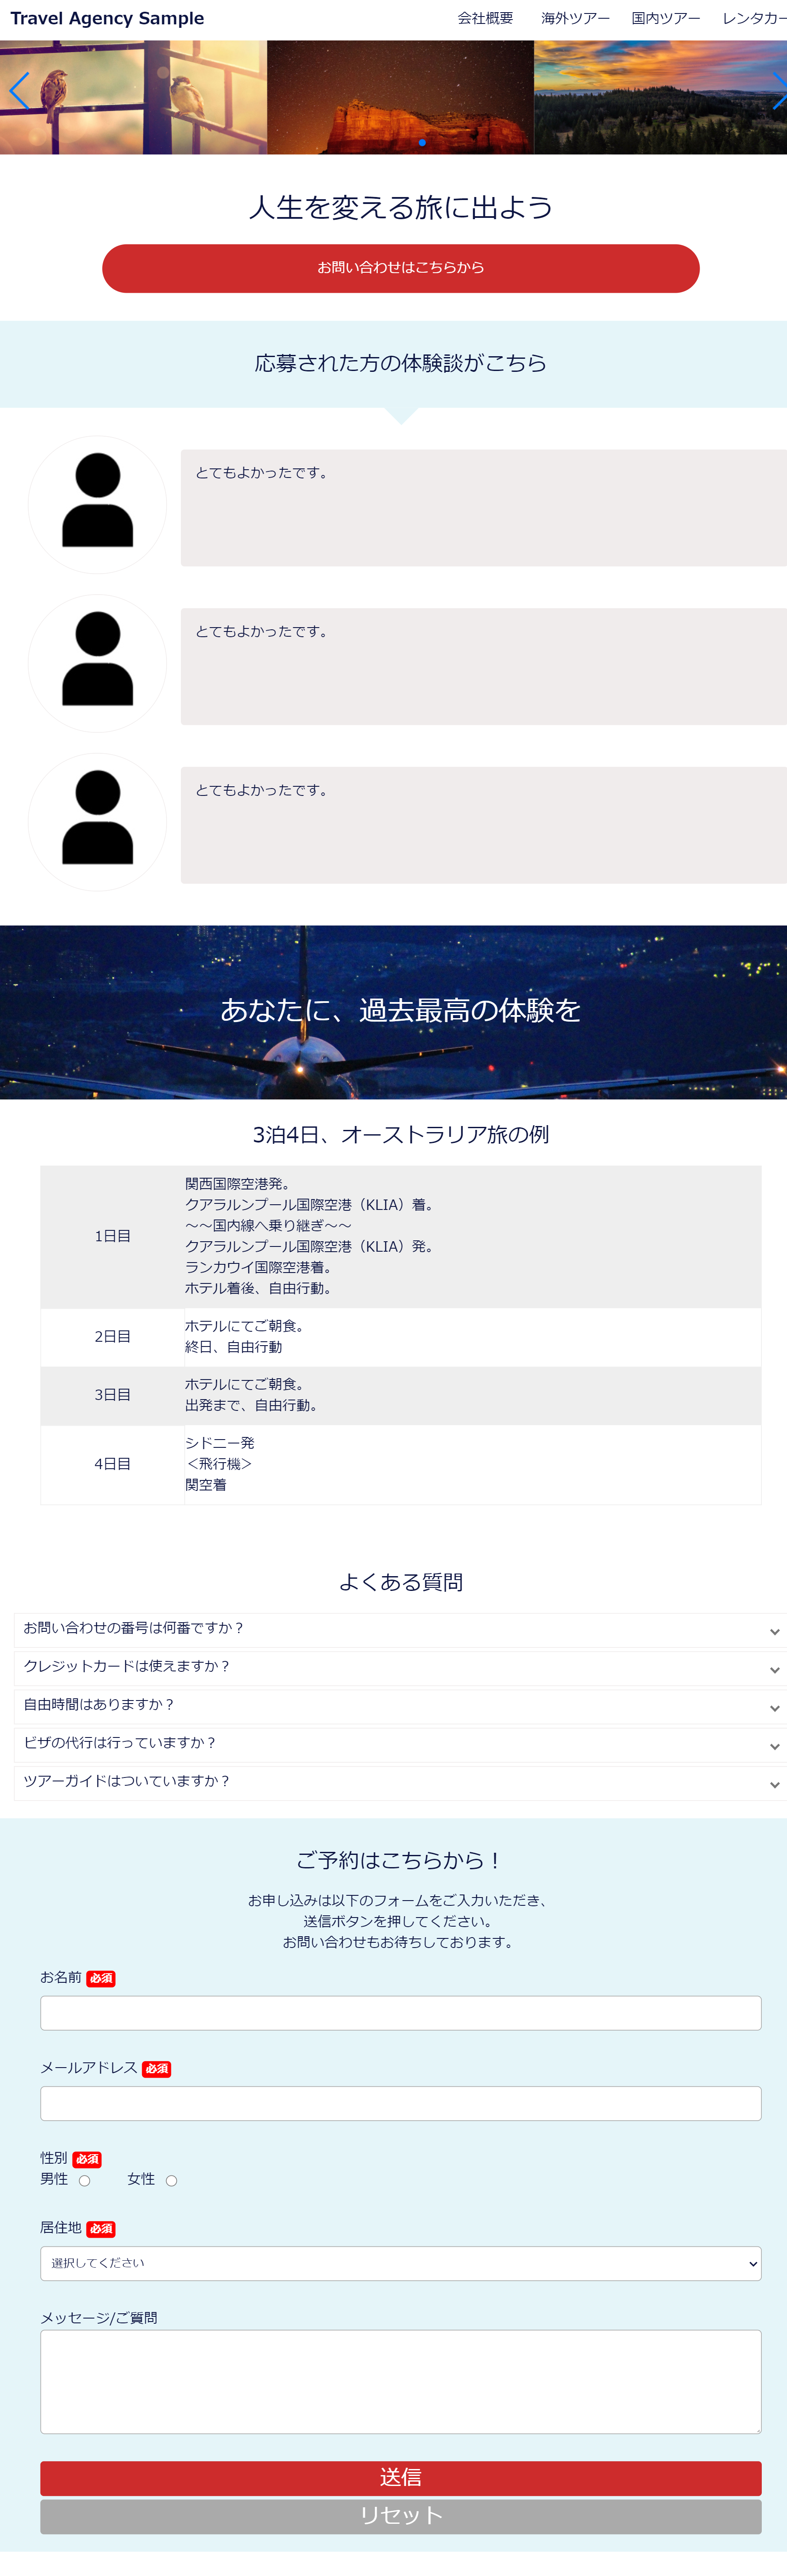 Travel Agency Sample
会社概要 海外ツアー 国内ツアー レンタカー
人生を変える旅に出よう
お問い合わせはこちらから
応募された方の体験談がこちら
とてもよかったです。
とてもよかったです。
とてもよかったです。
あなたに、過去最高の体験を
3泊4日、オーストラリア旅の例
1日目
関西国際空港発。
クアラルンプール国際空港（KLIA）着。
～～国内線へ乗り継ぎ～～
クアラルンプール国際空港（KLIA）発。
ランカウイ国際空港着。
ホテル着後、自由行動。
2日目
ホテルにてご朝食。
終日、自由行動
3日目
ホテルにてご朝食。
出発まで、自由行動。
4日目
シドニー発
＜飛行機＞
関空着
よくある質問
お問い合わせの番号は何番ですか？
クレジットカードは使えますか？
自由時間はありますか？
ビザの代行は行っていますか？
ツアーガイドはついていますか？
ご予約はこちらから！
お申し込みは以下のフォームをご入力いただき、
送信ボタンを押してください。
お問い合わせもお待ちしております。
お名前 必須
メールアドレス 必須
性別 必須
男性 女性
居住地 必須
選択してください
メッセージ/ご質問
送信
リセット